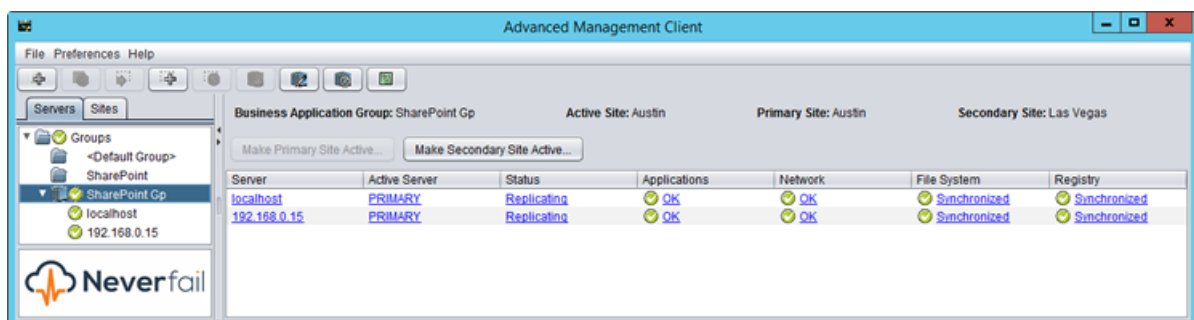 Advanced Management Client
File Preferences Help
Servers Sites
Groups
<Default Group>
SharePoint
SharePoint Gp
localhost
192.168.0.15
Neverfail
Business Application Group: SharePoint Gp Active Site: Austin Primary Site: Austin Secondary Site: Las Vegas
Make Primary Site Active... Make Secondary Site Active...
Server Active Server Status Applications Network File System Registry
localhost PRIMARY Replicating OK OK Synchronized Synchronized
192.168.0.15 PRIMARY Replicating OK OK Synchronized Synchronized